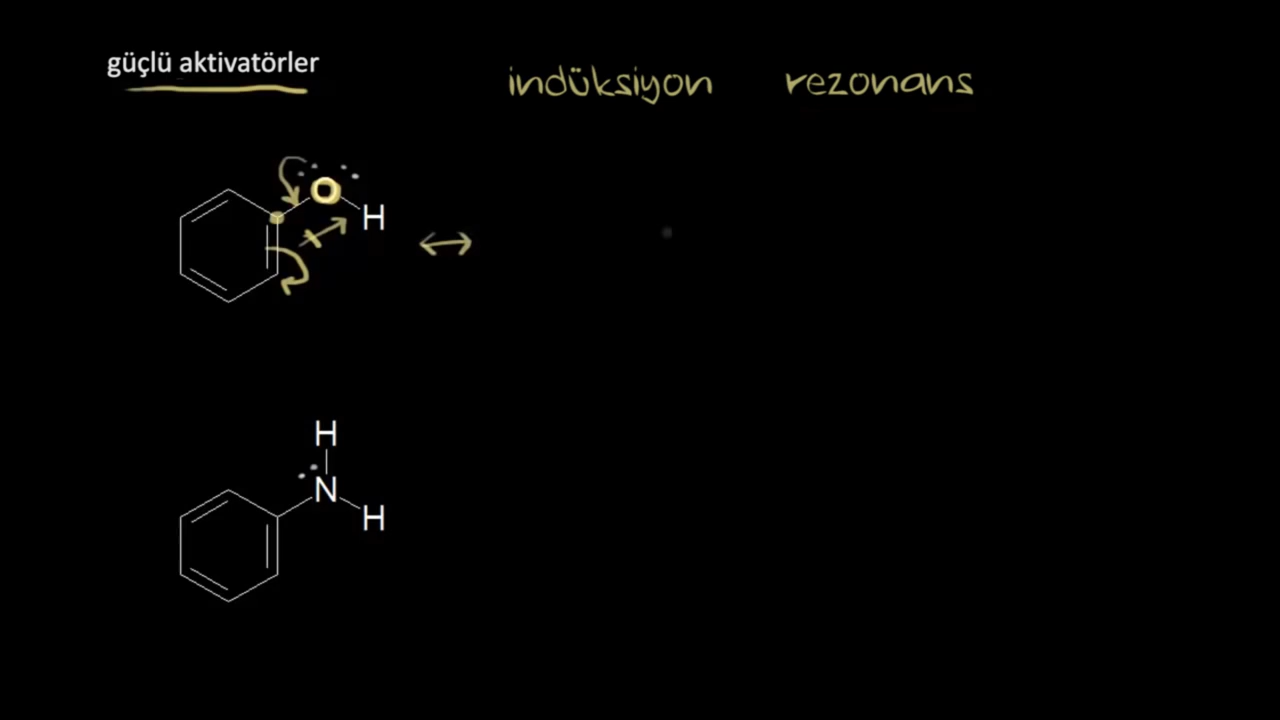 güçlü aktivatörler
indüksiyon rezonans
O
H
H
N
H